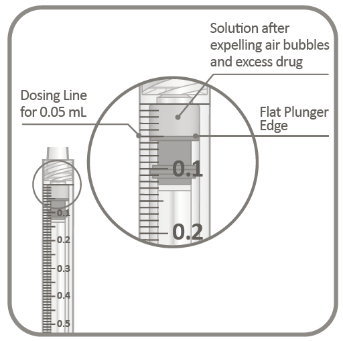 Solution after
expelling air bubbles
and excess drug
Dosing Line
for 0.05 mL
Flat Plunger
Edge
0.1
0.2
0.1
0.2
0.3
0.4
0.5